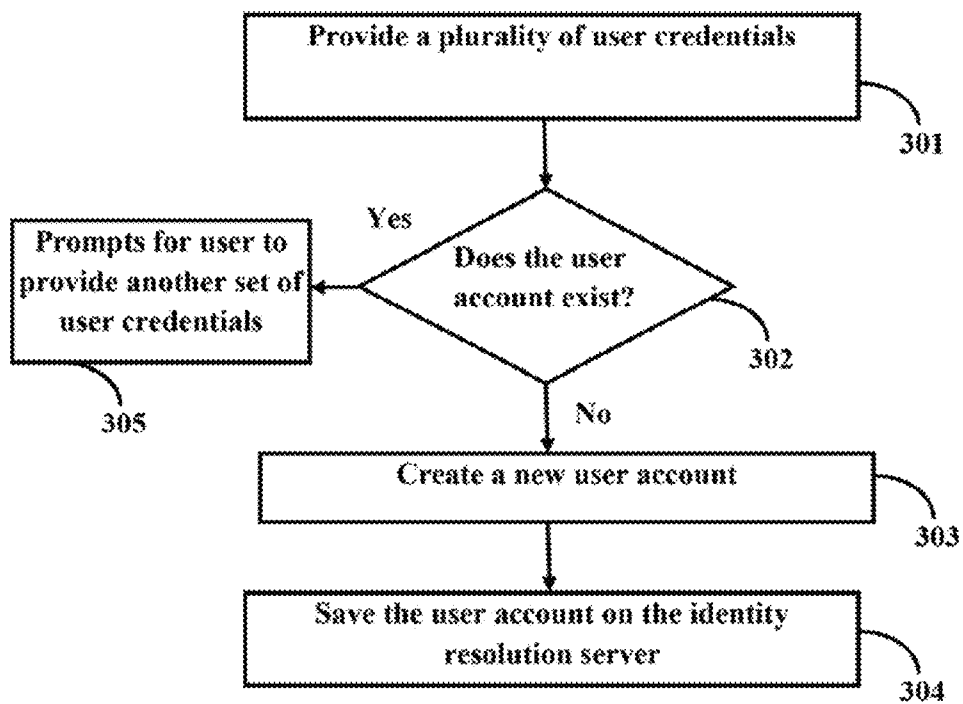 Provide a plurality of user credentials
301
Yes
Prompts for user to
provide another set of
user credentials
305
Does the user
account exist?
302
No
Create a new user account
303
Save the user account on the identity
resolution server
304